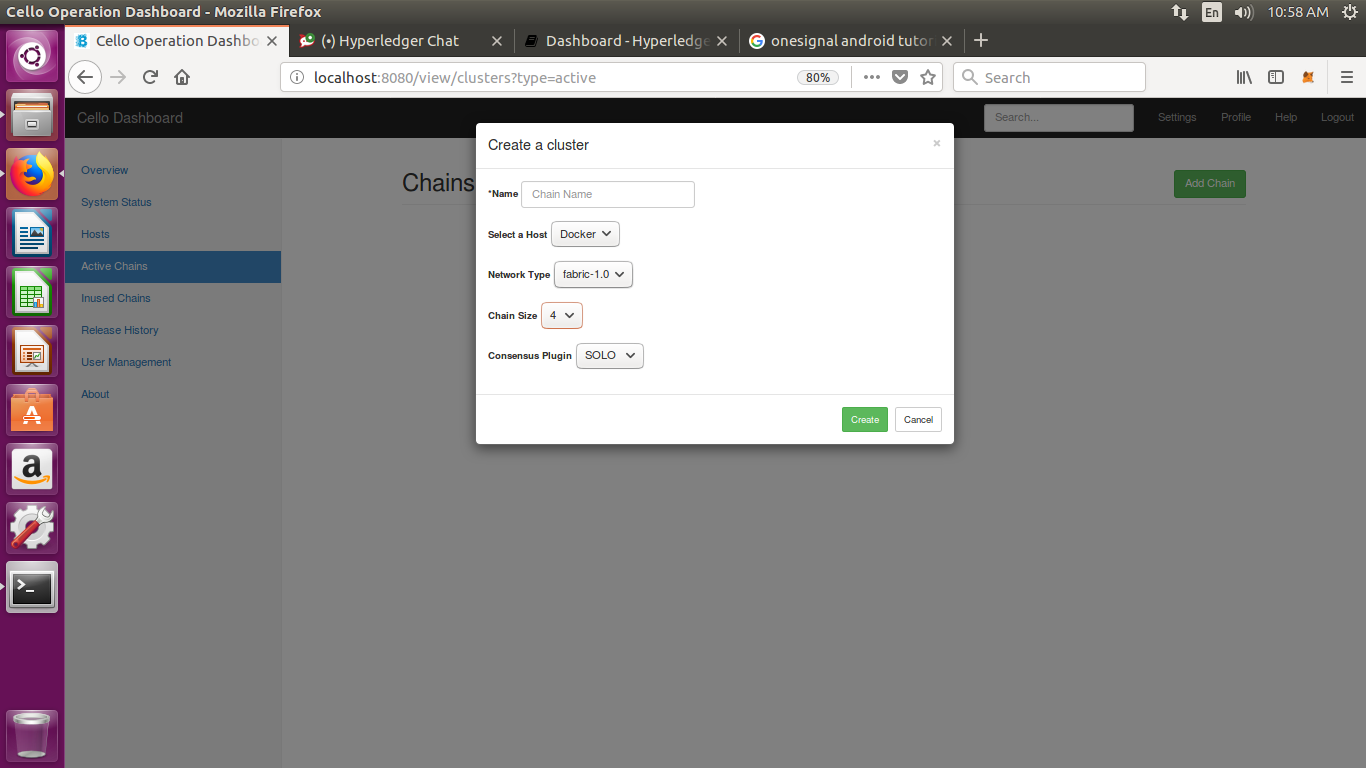 Cello Operation Dashboard - Mozilla Firefox
En
10:58 AM
Cello Operation Dashbo
(•) Hyperledger Chat
Dashboard - Hyperledge
onesignal android tutor
localhost:8080/view/clusters?type=active
80%
Search
Cello Dashboard
Search...
Settings
Profile
Help
Logout
Overview
System Status
Hosts
Active Chains
Inused Chains
Release History
User Management
About
Chains
Add Chain
Create a cluster
×
*Name
Chain Name
Select a Host
Docker
Network Type
fabric-1.0
Chain Size
4
Consensus Plugin
SOLO
Create
Cancel